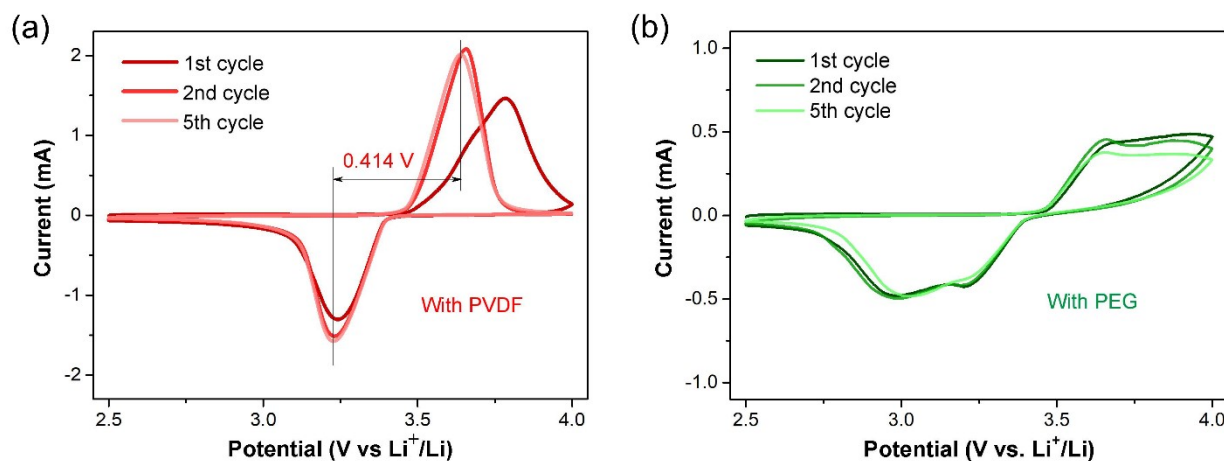 (a)
1st cycle
2nd cycle
5th cycle
0.414 V
With PVDF
Current (mA)
2
1
0
-1
-2
2.5
3.0
3.5
4.0
Potential (V vs Li⁺/Li)
(b)
1st cycle
2nd cycle
5th cycle
With PEG
Current (mA)
1.0
0.5
0.0
-0.5
-1.0
2.5
3.0
3.5
4.0
Potential (V vs. Li⁺/Li)